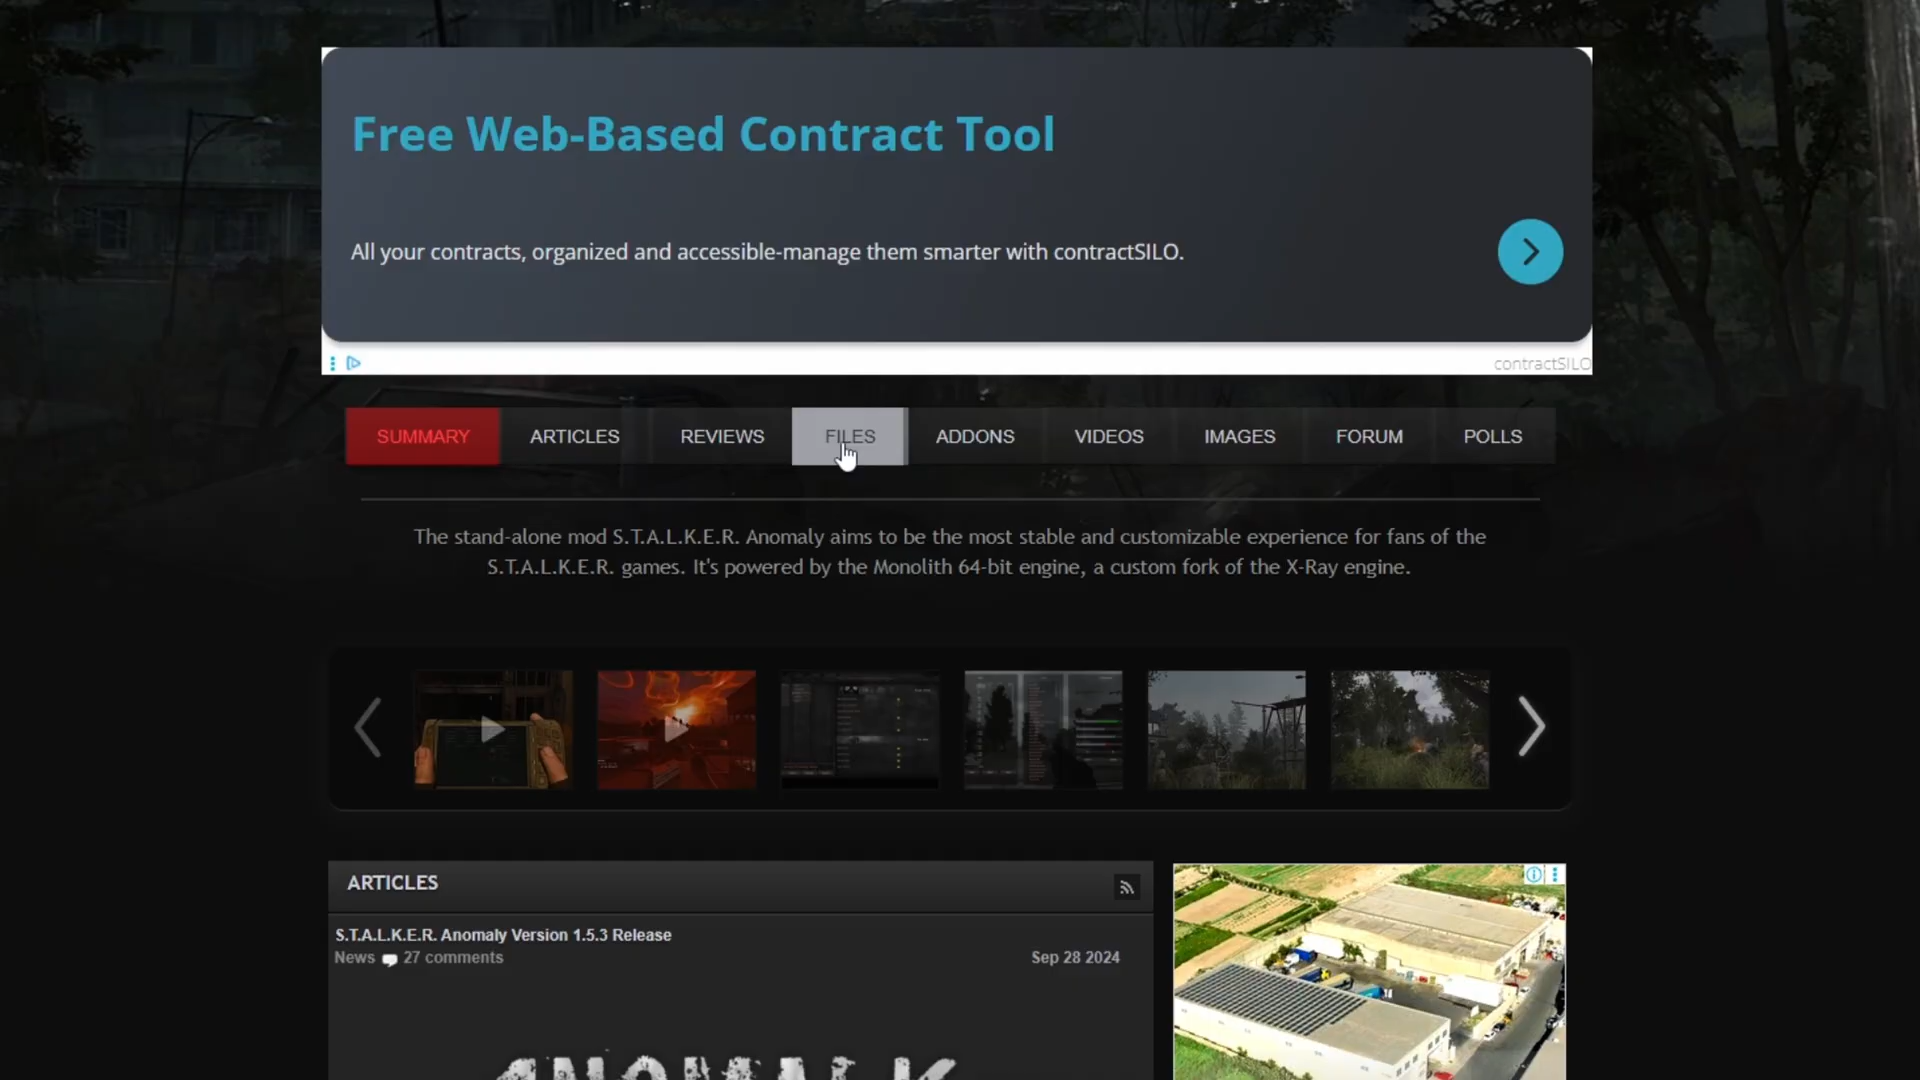 Free Web-Based Contract Tool
All your contracts, organized and accessible-manage them smarter with contractSILO.
contractSILO
SUMMARY ARTICLES REVIEWS FILES ADDONS VIDEOS IMAGES FORUM POLLS
The stand-alone mod S.T.A.L.K.E.R. Anomaly aims to be the most stable and customizable experience for fans of the
S.T.A.L.K.E.R. games. It's powered by the Monolith 64-bit engine, a custom fork of the X-Ray engine.
ARTICLES
S.T.A.L.K.E.R. Anomaly Version 1.5.3 Release
News 27 comments Sep 28 2024